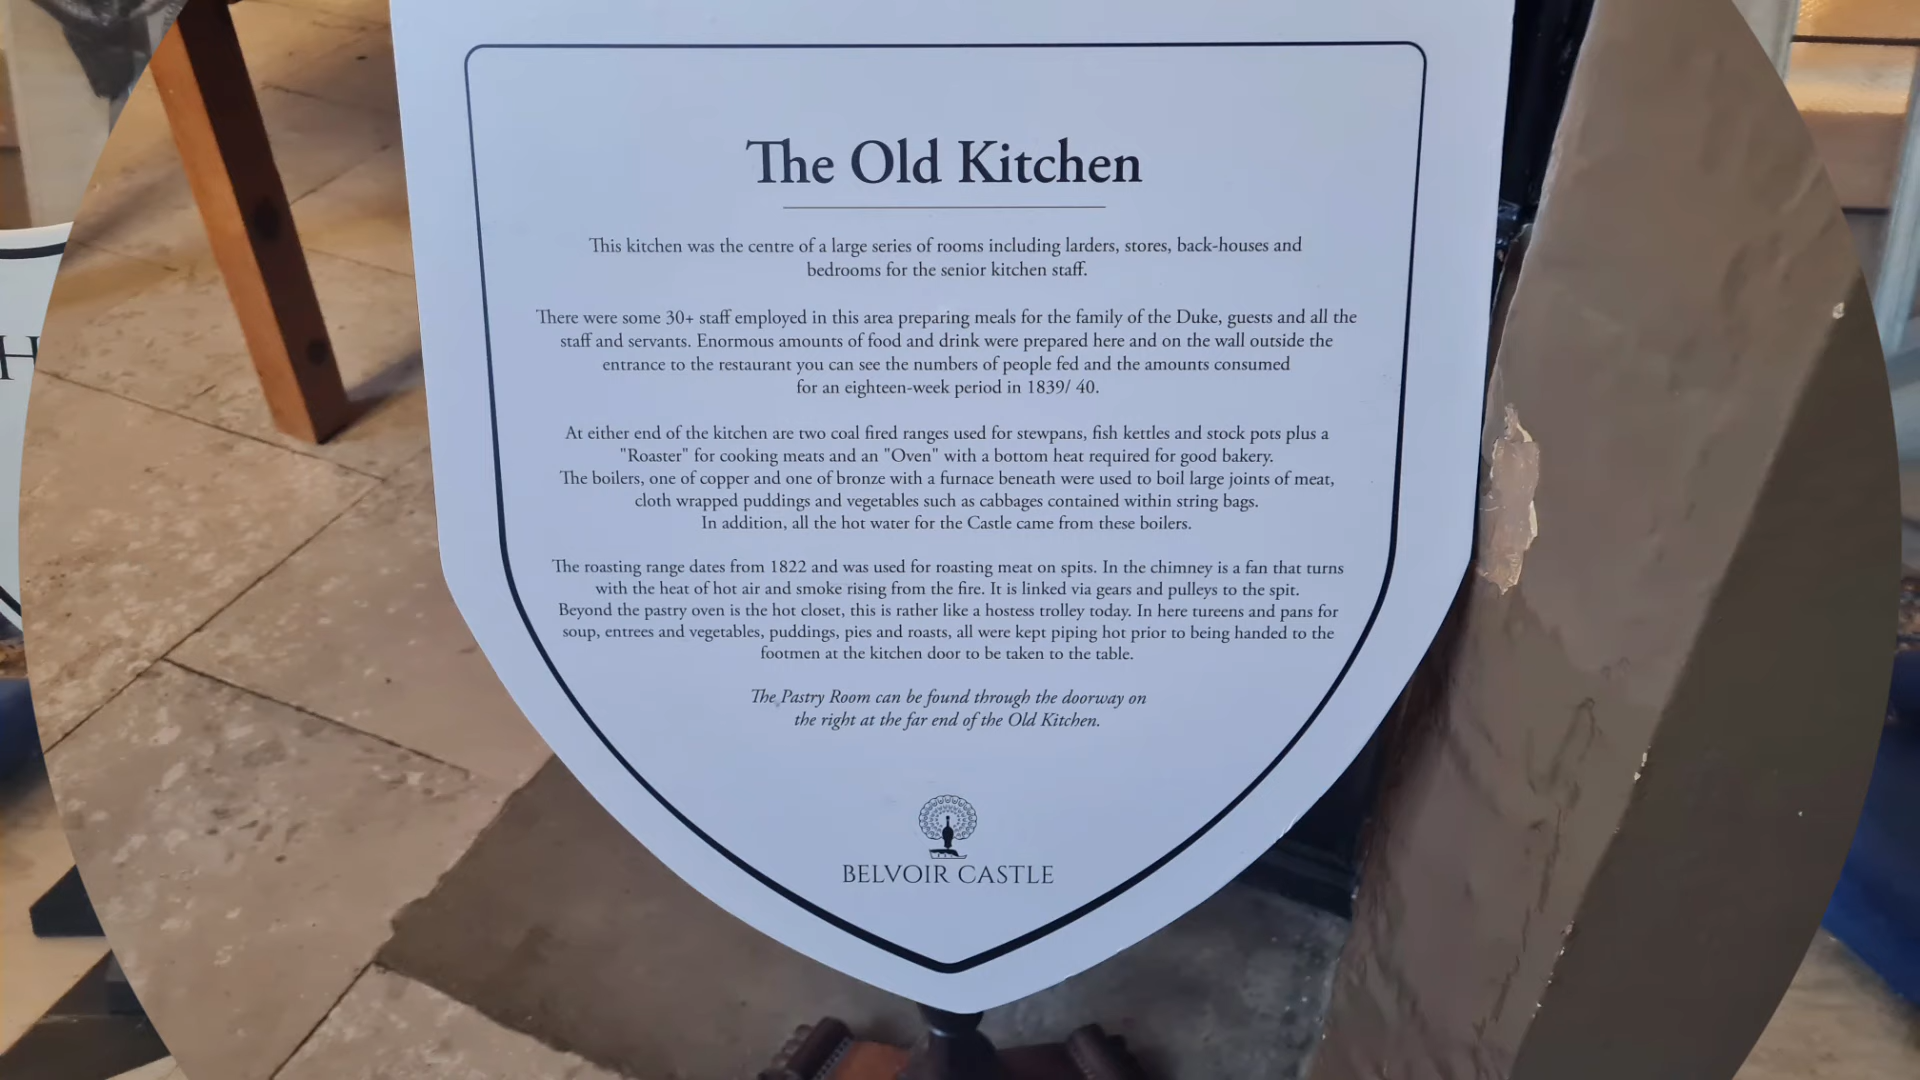 The Old Kitchen
This kitchen was the centre of a large series of rooms including larders, stores, back-houses and
bedrooms for the senior kitchen staff.
There were some 30+ staff employed in this area preparing meals for the family of the Duke, guests and all the
staff and servants. Enormous amounts of food and drink were prepared here and on the wall outside the
entrance to the restaurant you can see the numbers of people fed and the amounts consumed
for an eighteen-week period in 1839/ 40.
At either end of the kitchen are two coal fired ranges used for stewpans, fish kettles and stock pots plus a
"Roaster" for cooking meats and an "Oven" with a bottom heat required for good bakery.
The boilers, one of copper and one of bronze with a furnace beneath were used to boil large joints of meat,
cloth wrapped puddings and vegetables such as cabbages contained within string bags.
In addition, all the hot water for the Castle came from these boilers.
The roasting range dates from 1822 and was used for roasting meat on spits. In the chimney is a fan that turns
with the heat of hot air and smoke rising from the fire. It is linked via gears and pulleys to the spit.
Beyond the pastry oven is the hot closet, this is rather like a hostess trolley today. In here tureens and pans for
soup, entrees and vegetables, puddings, pies and roasts, all were kept piping hot prior to being handed to the
footmen at the kitchen door to be taken to the table.
The Pastry Room can be found through the doorway on
the right at the far end of the Old Kitchen.
BELVOIR CASTLE